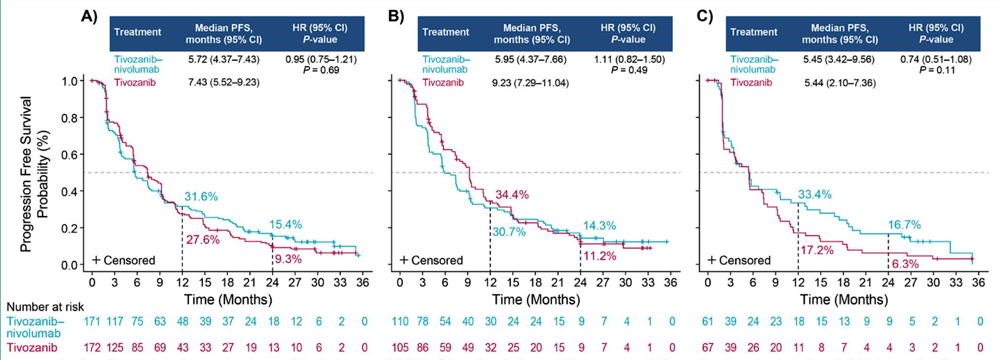 A)
Treatment Median PFS, months (95% CI) HR (95% CI) P-value
Tivozanib–nivolumab 5.72 (4.37–7.43) 0.95 (0.75–1.21) P = 0.69
Tivozanib 7.43 (5.52–9.23)
Progression Free Survival
Probability (%)
1.0
0.8
0.6
0.4
0.2
0.0
31.6%
15.4%
27.6%
9.3%
+ Censored
0 3 6 9 12 15 18 21 24 27 30 33 36
Time (Months)
B)
Treatment Median PFS, months (95% CI) HR (95% CI) P-value
Tivozanib–nivolumab 5.95 (4.37–7.66) 1.11 (0.82–1.50) P = 0.49
Tivozanib 9.23 (7.29–11.04)
34.4%
14.3%
30.7%
11.2%
+ Censored
0 3 6 9 12 15 18 21 24 27 30 33 36
Time (Months)
C)
Treatment Median PFS, months (95% CI) HR (95% CI) P-value
Tivozanib–nivolumab 5.45 (3.42–9.56) 0.74 (0.51–1.08) P = 0.11
Tivozanib 5.44 (2.10–7.36)
33.4%
16.7%
17.2%
6.3%
+ Censored
0 3 6 9 12 15 18 21 24 27 30 33 36
Time (Months)
Number at risk
Tivozanib–nivolumab 171 117 75 63 48 39 37 24 18 12 6 2 0 110 78 54 40 30 24 24 15 9 7 4 1 0 61 39 24 23 18 15 13 9 9 5 2 1 0
Tivozanib 172 125 85 69 43 33 27 19 13 10 6 2 0 105 86 59 49 32 25 20 15 9 7 4 1 0 67 39 26 20 11 8 7 4 4 3 2 1 0